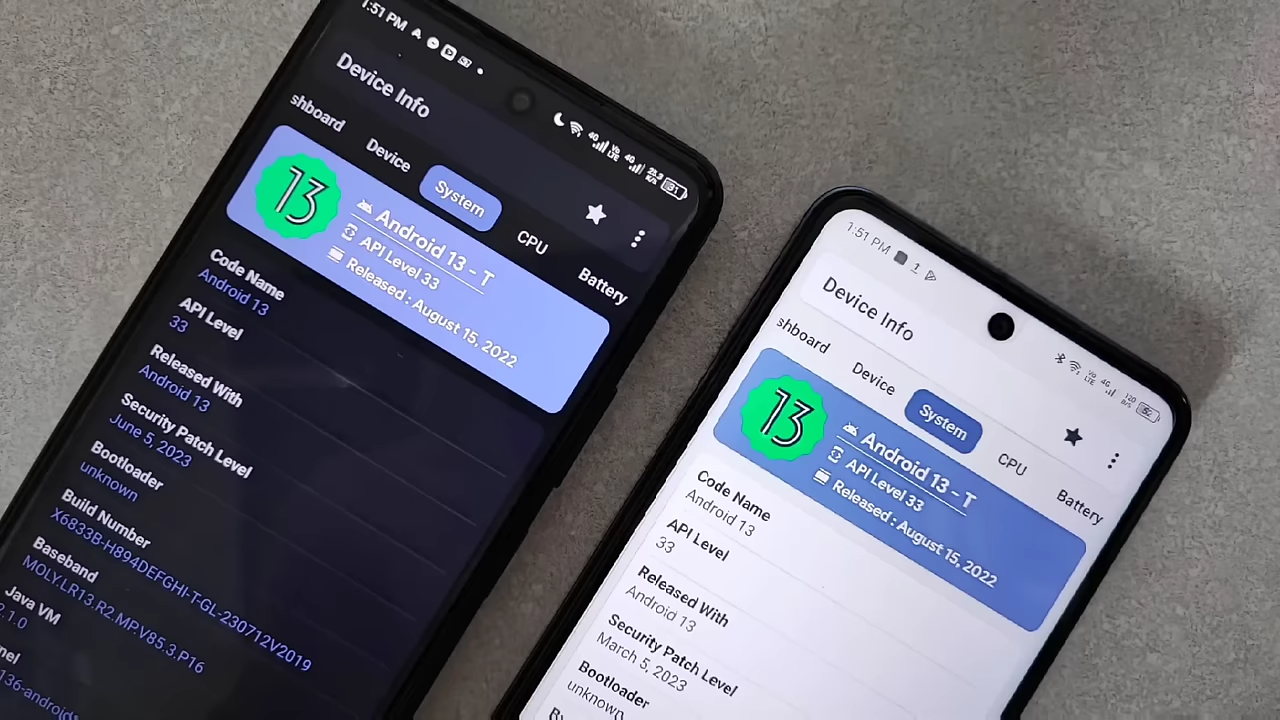 1:51 PM
Device Info
shboard Device System CPU Battery
13
Android 13 - T
API Level 33
Released : August 15, 2022
Code Name
Android 13
API Level
33
Released With
Android 13
Security Patch Level
June 5, 2023
Bootloader
unknown
Build Number
X6833B-H894DEFGHI-T-GL-230712V2019
Baseband
MOLY.LR13.R2.MP.V85.3.P16
Java VM
2.1.0
nel
136-android
1:51 PM
Device Info
shboard Device System CPU Battery
13
Android 13 - T
API Level 33
Released : August 15, 2022
Code Name
Android 13
API Level
33
Released With
Android 13
Security Patch Level
March 5, 2023
Bootloader
unknown